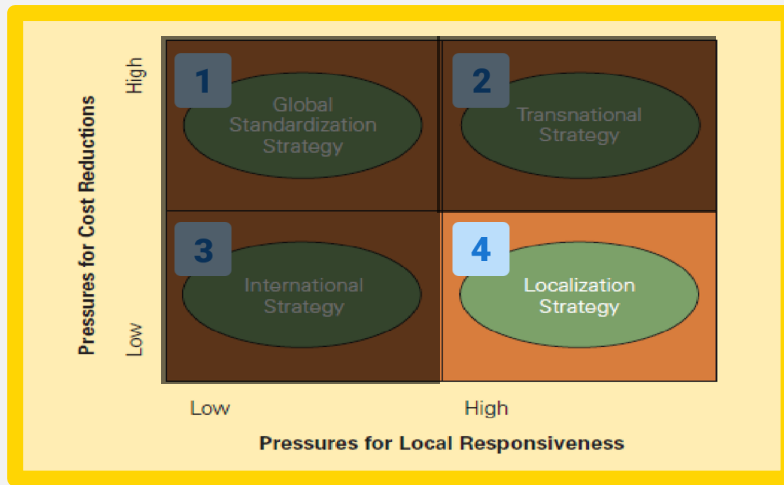 Pressures for Cost Reductions
High
Low
1
Global
Standardization
Strategy
2
Transnational
Strategy
3
International
Strategy
4
Localization
Strategy
Low
High
Pressures for Local Responsiveness